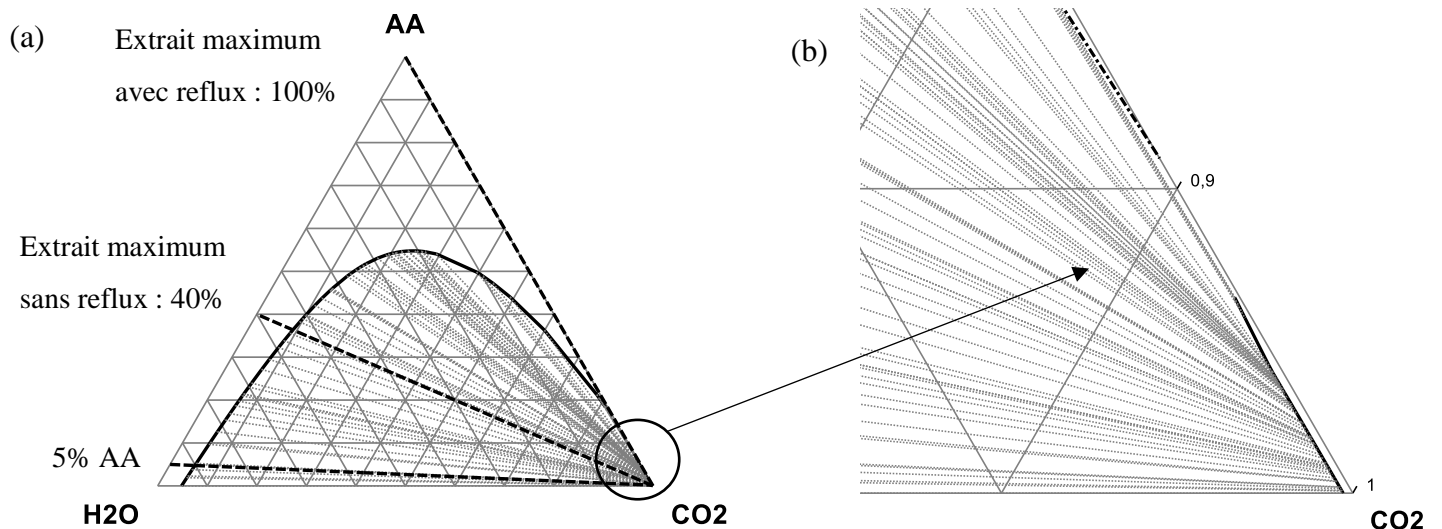 (a)
Extrait maximum
avec reflux : 100%
AA
Extrait maximum
sans reflux : 40%
5% AA
H2O
CO2
(b)
0,9
1
CO2